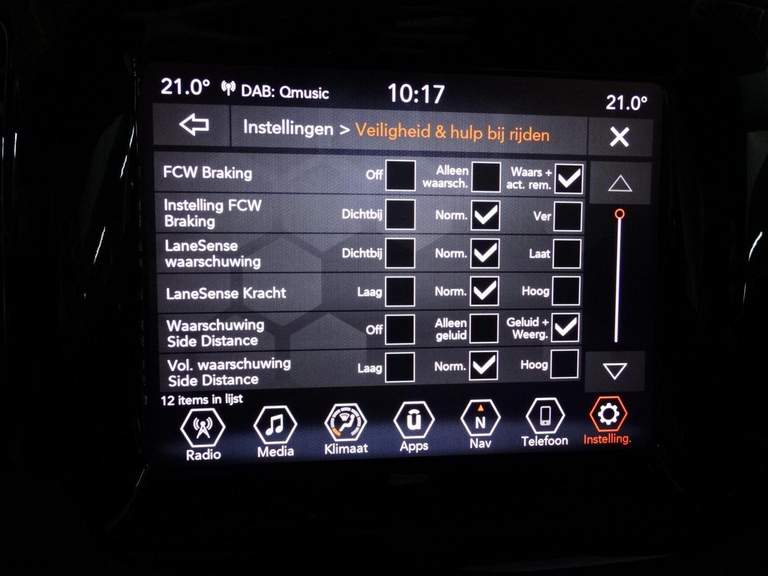 21.0° DAB: Qmusic 10:17 21.0°
Instellingen > Veiligheid & hulp bij rijden
FCW Braking Off Alleen waarsch. Waars + act. rem.
Instelling FCW Braking Dichtbij Norm. Ver
LaneSense waarschuwing Dichtbij Norm. Laat
LaneSense Kracht Laag Norm. Hoog
Waarschuwing Side Distance Off Alleen geluid Geluid + Weerg.
Vol. waarschuwing Side Distance Laag Norm. Hoog
12 items in lijst
û N
Radio Media Klimaat Apps Nav Telefoon Instelling.